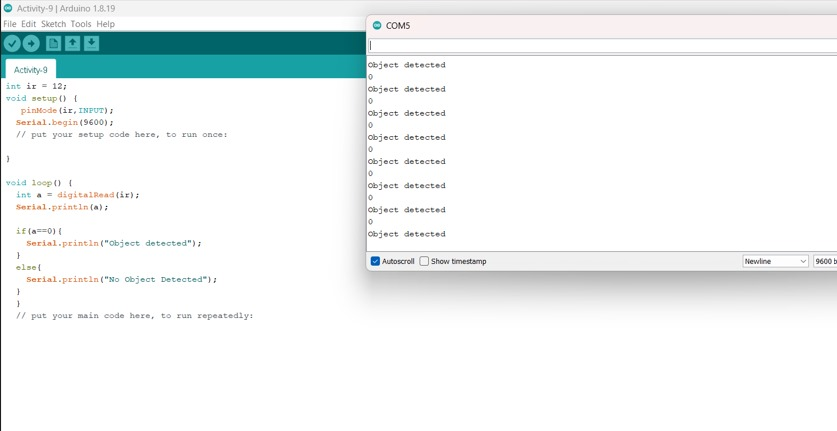 Activity-9 | Arduino 1.8.19
File Edit Sketch Tools Help
Activity-9
int ir = 12;
void setup() {
pinMode(ir,INPUT);
Serial.begin(9600);
// put your setup code here, to run once:
}
void loop() {
int a = digitalRead(ir);
Serial.println(a);
if(a==0){
Serial.println("Object detected");
}
else{
Serial.println("No Object Detected");
}
}
// put your main code here, to run repeatedly:
COM5
Object detected
0
Object detected
0
Object detected
0
Object detected
0
Object detected
0
Object detected
0
Object detected
0
Object detected
Autoscroll Show timestamp
Newline
9600 b